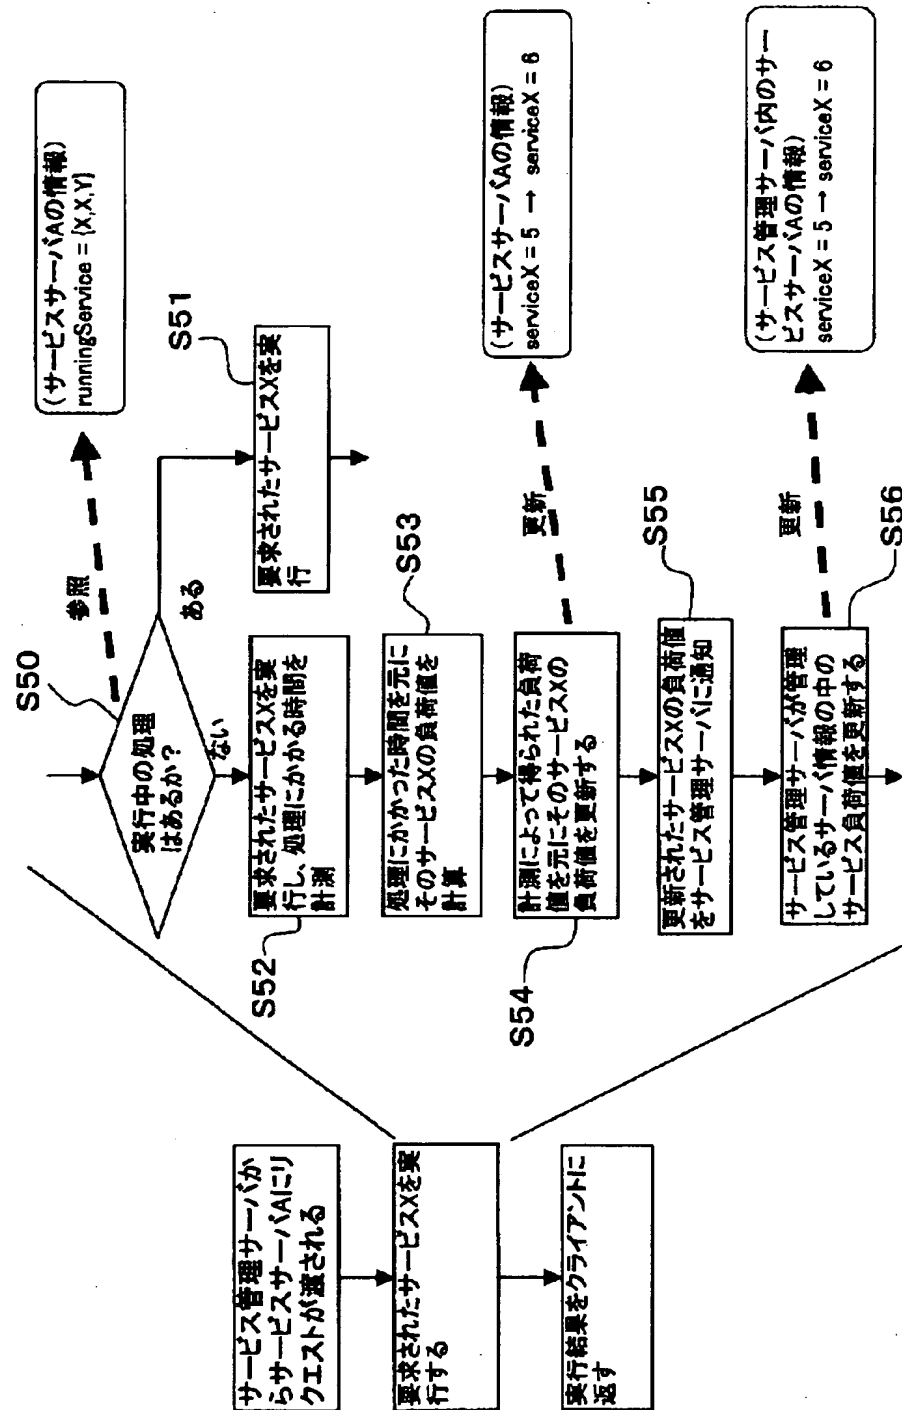 サービス管理サーバか
らサービスサーバAにリ
クエストが渡される
要求されたサービスXを実
行する
実行結果をクライアントに
返す
S50
実行中の処理
はあるか?
参照
(サービスサーバAの情報)
runningService = {X,X,Y}
ある
ない
S51
要求されたサービスXを実
行
S52
要求されたサービスXを実
行し、処理にかかる時間を
計測
S53
処理にかかった時間を元に
そのサービスXの負荷値を
計算
S54
計測によって得られた負荷
値を元にそのサービスXの
負荷値を更新する
更新
(サービスサーバAの情報)
serviceX = 5 → serviceX = 6
S55
更新されたサービスXの負荷値
をサービス管理サーバに通知
S56
サービス管理サーバが管理
しているサーバ情報の中の
サービス負荷値を更新する
更新
(サービス管理サーバ内のサー
ビスサーバAの情報)
serviceX = 5 → serviceX = 6